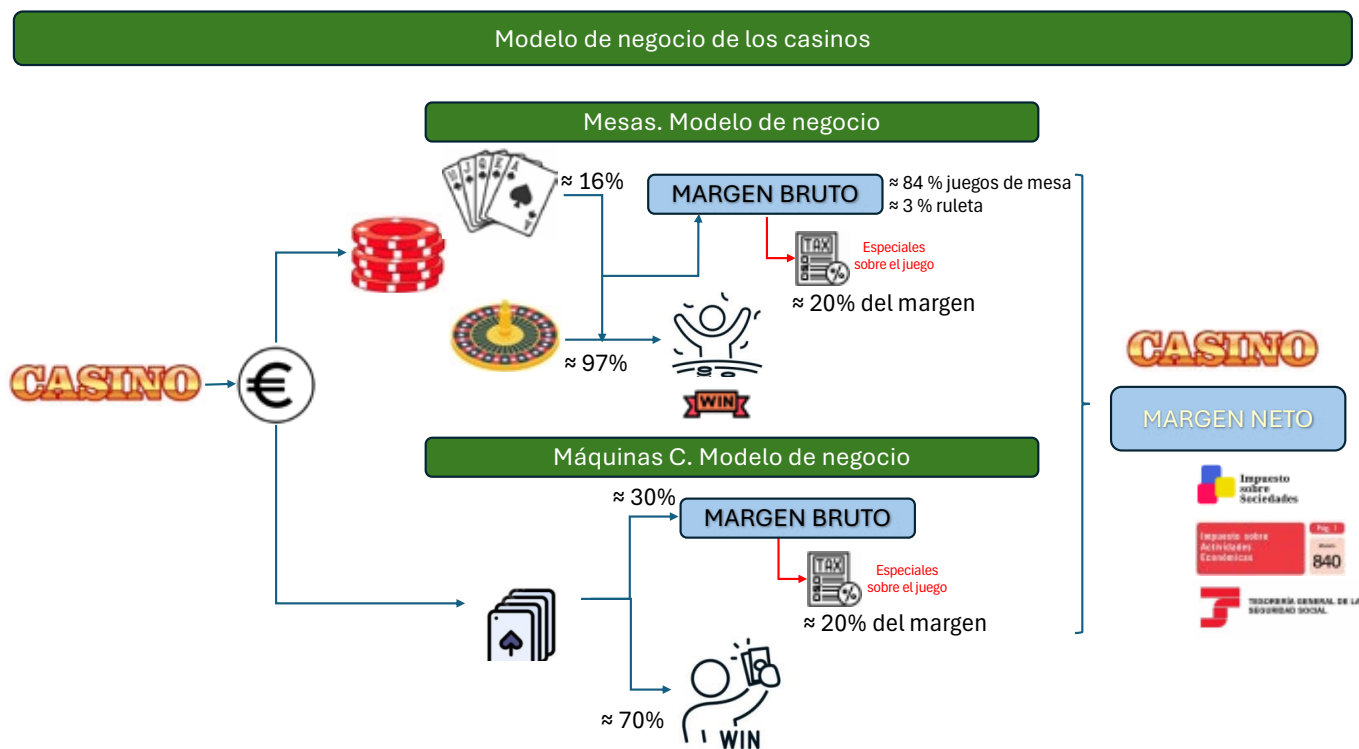 Modelo de negocio de los casinos
Mesas. Modelo de negocio
≈ 16%
MARGEN BRUTO
≈ 84 % juegos de mesa
≈ 3 % ruleta
TAX
%
Especiales
sobre el juego
≈ 20% del margen
≈ 97%
WIN
CASINO
€
CASINO
MARGEN NETO
Impuesto
sobre
Sociedades
Impuesto sobre
Actividades
Económicas
Pág. 1
840
TESORERÍA GENERAL DE LA
SEGURIDAD SOCIAL
Máquinas C. Modelo de negocio
≈ 30%
MARGEN BRUTO
TAX
%
Especiales
sobre el juego
≈ 20% del margen
≈ 70%
WIN